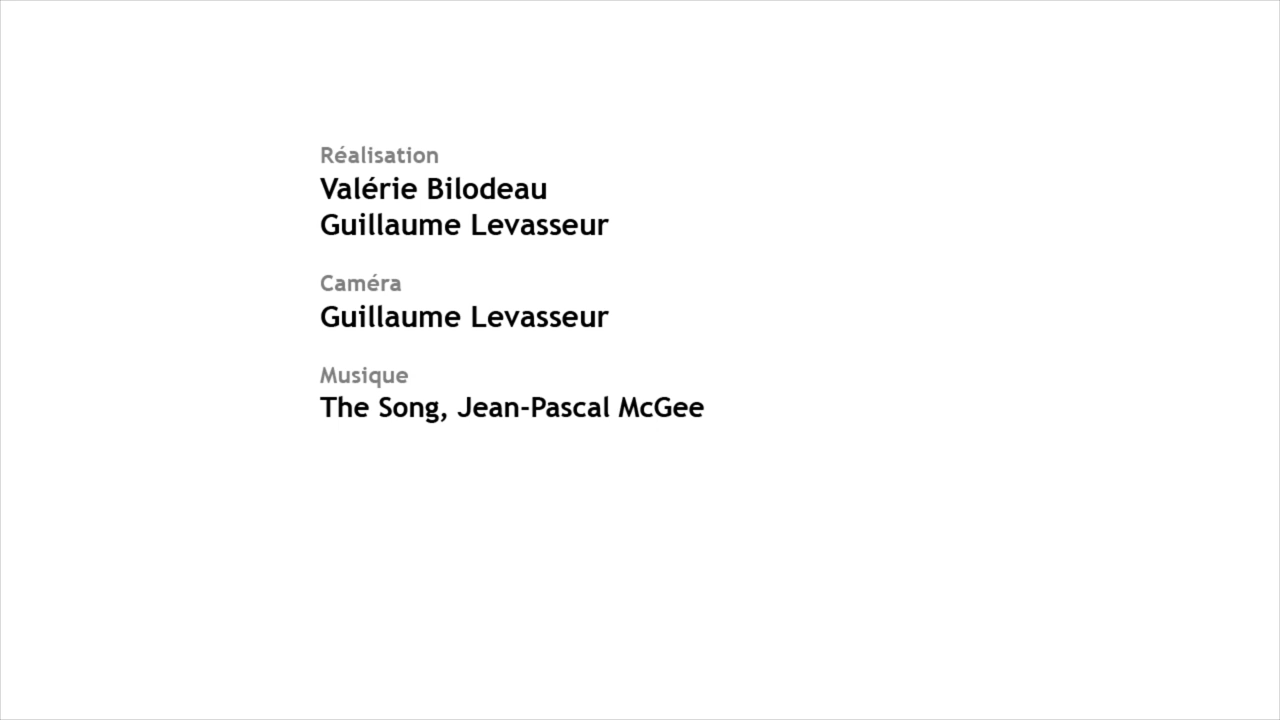 Réalisation
Valérie Bilodeau
Guillaume Levasseur
Caméra
Guillaume Levasseur
Musique
The Song, Jean-Pascal McGee